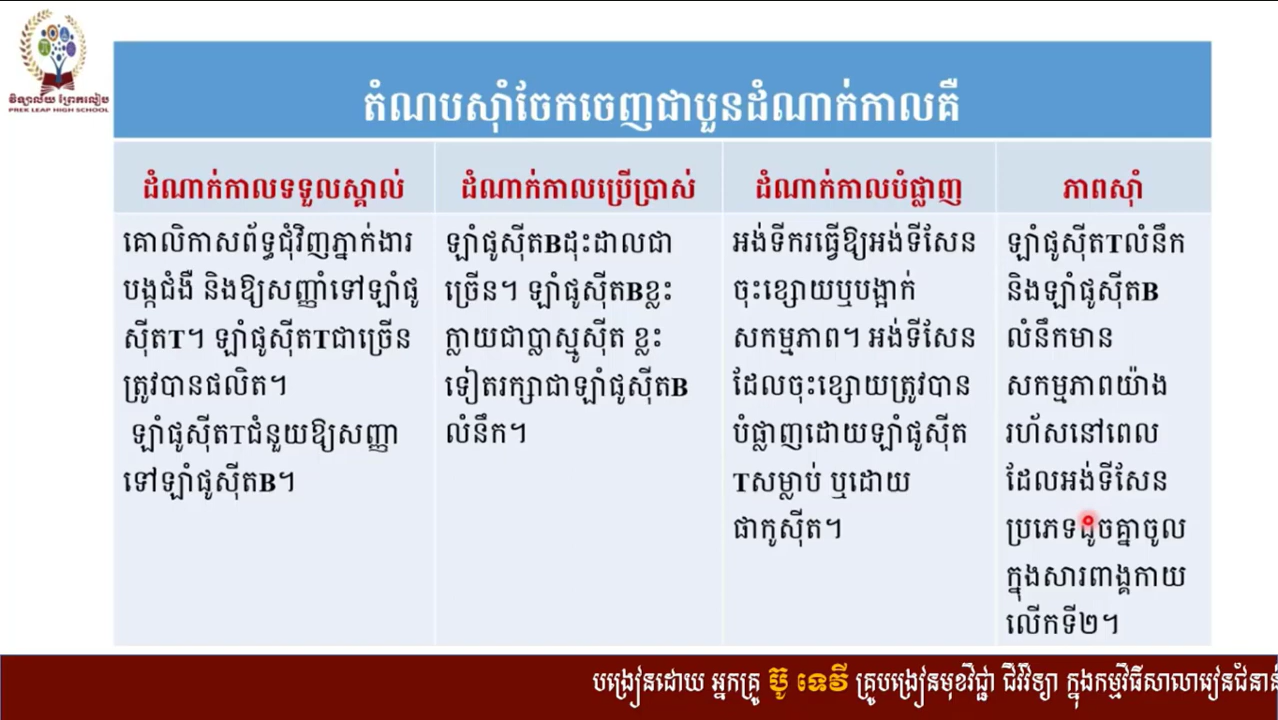 វិទ្យាល័យ ព្រែកលៀប
PREK LEAP HIGH SCHOOL
តំណបស៊ាំចែកចេញជាបួនដំណាក់កាលគឺ
ដំណាក់កាលទទួលស្គាល់
គោលិកាសព័ទ្ធជុំវិញភ្នាក់ងារ
បង្កជំងឺ និងឱ្យសញ្ញាំទៅឡាំផូ
ស៊ីតT។ ឡាំផូស៊ីតTជាច្រើន
ត្រូវបានផលិត។
ឡាំផូស៊ីតTជំនួយឱ្យសញ្ញា
ទៅឡាំផូស៊ីតB។
ដំណាក់កាលប្រើប្រាស់
ឡាំផូស៊ីតBដុះដាលជា
ច្រើន។ ឡាំផូស៊ីតBខ្លះ
ក្លាយជាប្លាស្មូស៊ីត ខ្លះ
ទៀតរក្សាជាឡាំផូស៊ីតB
លំនឹក។
ដំណាក់កាលបំផ្លាញ
អង់ទីករធ្វើឱ្យអង់ទីសែន
ចុះខ្សោយឬបង្អាក់
សកម្មភាព។ អង់ទីសែន
ដែលចុះខ្សោយត្រូវបាន
បំផ្លាញដោយឡាំផូស៊ីត
Tសម្លាប់ ឬដោយ
ផាកូស៊ីត។
ភាពស៊ាំ
ឡាំផូស៊ីតTលំនឹក
និងឡាំផូស៊ីតB
លំនឹកមាន
សកម្មភាពយ៉ាង
រហ័សនៅពេល
ដែលអង់ទីសែន
ប្រភេទដូចគ្នាចូល
ក្នុងសារពាង្គកាយ
លើកទី២។
បង្រៀនដោយ អ្នកគ្រូ ប៊ូ ទេវី គ្រូបង្រៀនមុខវិជ្ជា ជីវវិទ្យា ក្នុងកម្មវិធីសាលារៀនជំនាន់